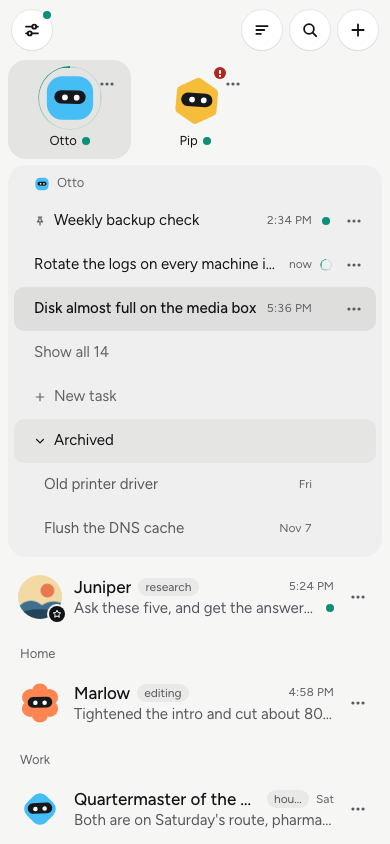 Otto
Pip
Otto
Weekly backup check 2:34 PM
Rotate the logs on every machine i... now
Disk almost full on the media box 5:36 PM
Show all 14
+ New task
Archived
Old printer driver Fri
Flush the DNS cache Nov 7
Juniper research 5:24 PM
Ask these five, and get the answer...
Home
Marlow editing 4:58 PM
Tightened the intro and cut about 80...
Work
Quartermaster of the ... hou... Sat
Both are on Saturday's route, pharma...